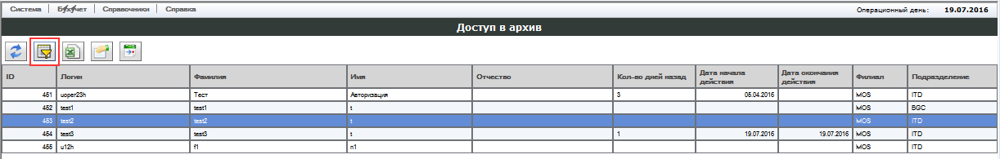 Система Бухучет Справочники Справка Операционный день: 19.07.2016
Доступ в архив
ID Логин Фамилия Имя Отчество Кол-во дней назад Дата начала действия Дата окончания действия Филиал Подразделение
451 uoper23h Тест Авторизация 3 05.04.2016 MOS ITD
452 test1 test1 t MOS BGC
453 test2 test2 t MOS ITD
454 test3 test3 t 1 19.07.2016 19.07.2016 MOS ITD
455 u12h f1 n1 MOS ITD